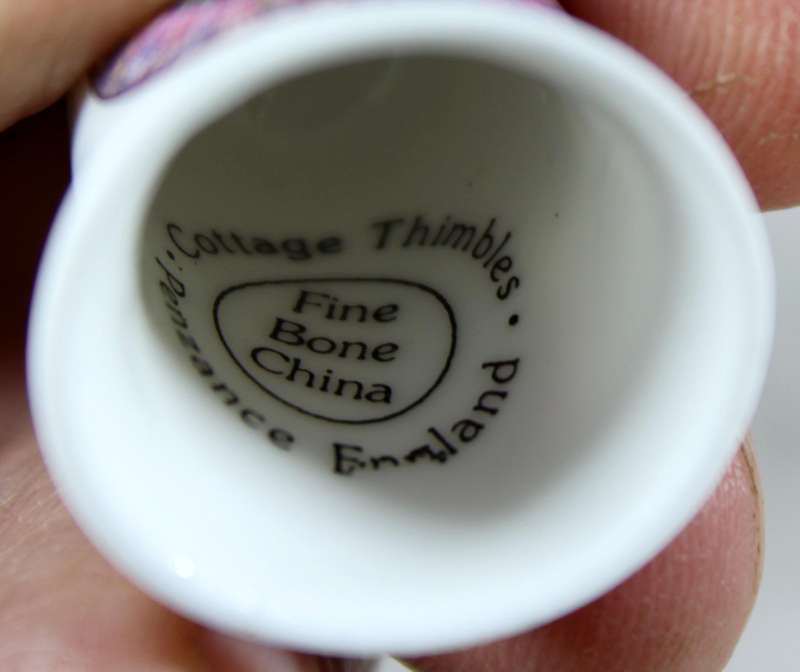 Cottage Thimbles
Fine
Bone
China
Penzance England